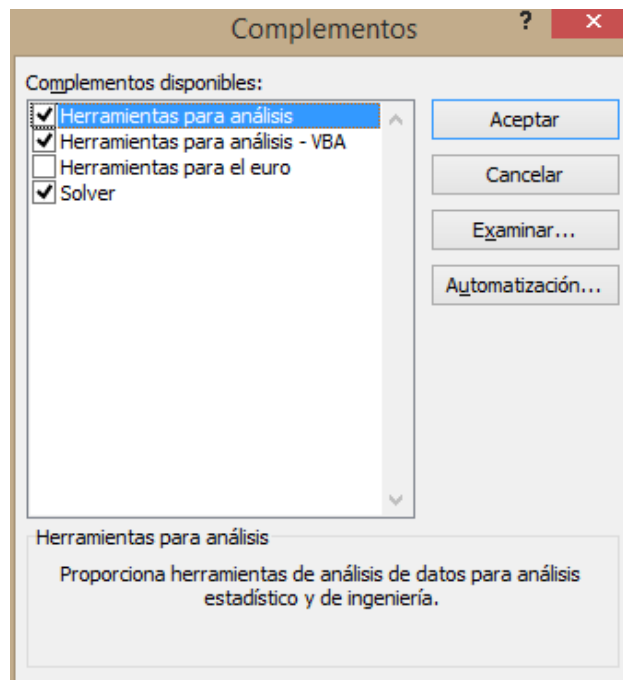 Complementos
?
×
Complementos disponibles:
Herramientas para análisis
Herramientas para análisis - VBA
Herramientas para el euro
Solver
Aceptar
Cancelar
Examinar...
Automatización...
Herramientas para análisis
Proporciona herramientas de análisis de datos para análisis
estadístico y de ingeniería.